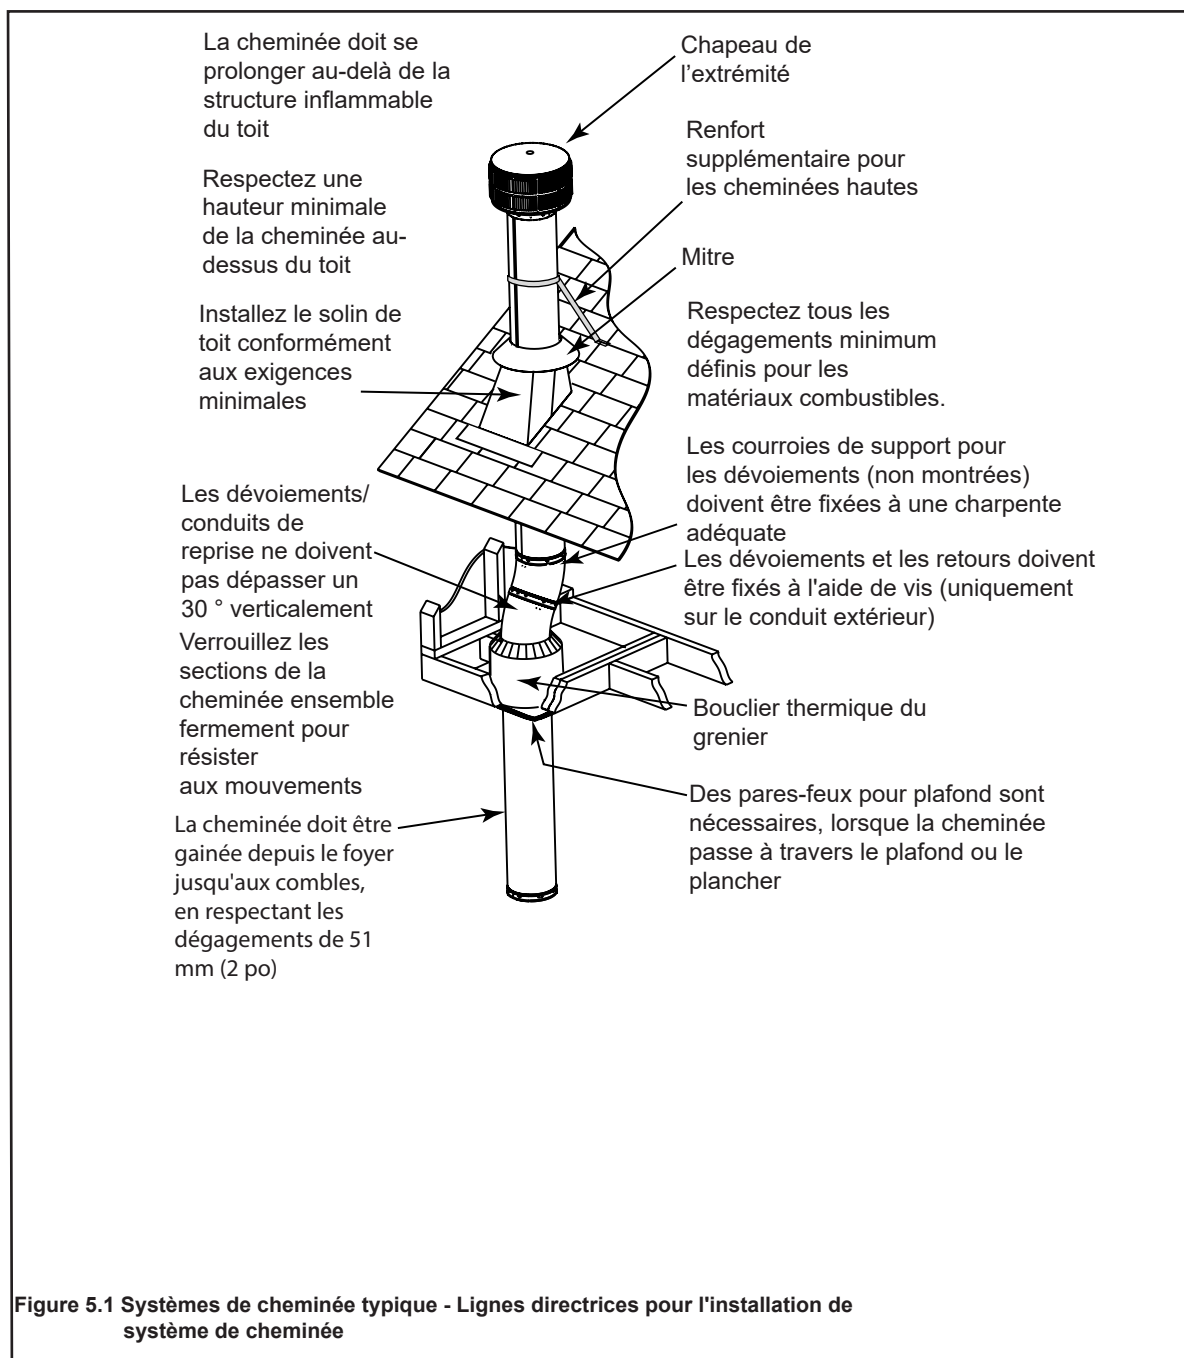 La cheminée doit se
prolonger au-delà de la
structure inflammable
du toit
Respectez une
hauteur minimale
de la cheminée au-
dessus du toit
Installez le solin de
toit conformément
aux exigences
minimales
Les dévoiements/
conduits de
reprise ne doivent
pas dépasser un
30 ° verticalement
Verrouillez les
sections de la
cheminée ensemble
fermement pour
résister
aux mouvements
La cheminée doit être
gainée depuis le foyer
jusqu'aux combles,
en respectant les
dégagements de 51
mm (2 po)
Chapeau de
l’extrémité
Renfort
supplémentaire pour
les cheminées hautes
Mitre
Respectez tous les
dégagements minimum
définis pour les
matériaux combustibles.
Les courroies de support pour
les dévoiements (non montrées)
doivent être fixées à une charpente
adéquate
Les dévoiements et les retours doivent
être fixés à l'aide de vis (uniquement
sur le conduit extérieur)
Bouclier thermique du
grenier
Des pares-feux pour plafond sont
nécessaires, lorsque la cheminée
passe à travers le plafond ou le
plancher
Figure 5.1 Systèmes de cheminée typique - Lignes directrices pour l'installation de
système de cheminée